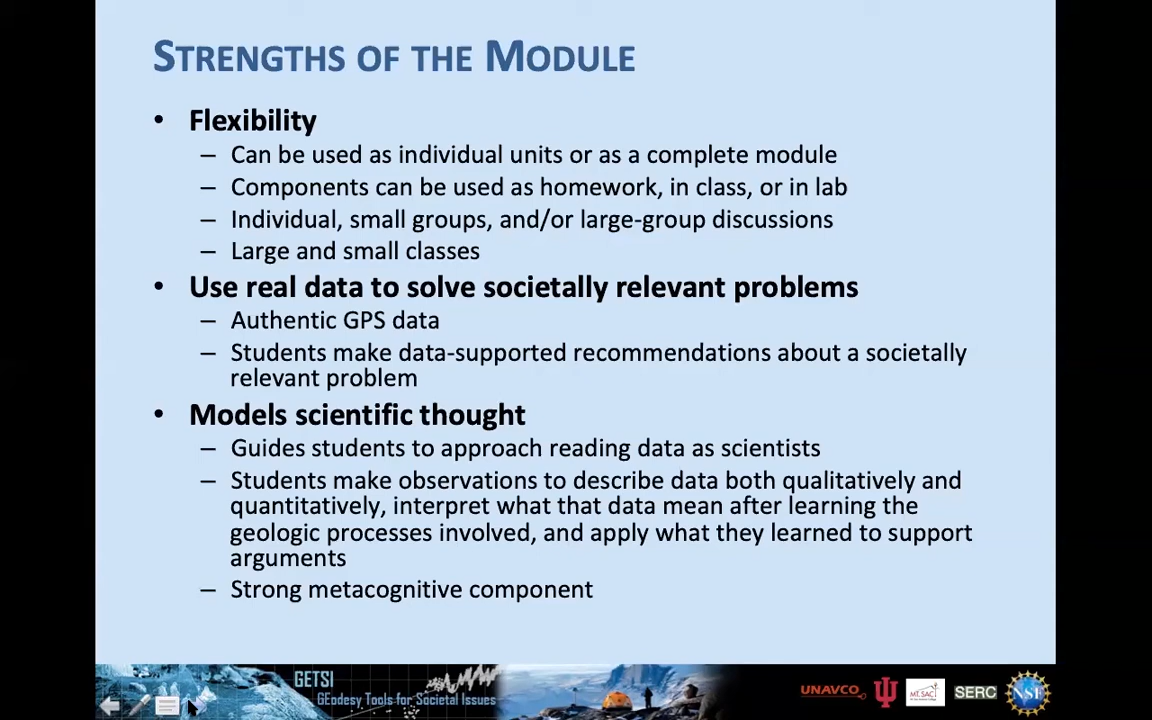 STRENGTHS OF THE MODULE
• Flexibility
– Can be used as individual units or as a complete module
– Components can be used as homework, in class, or in lab
– Individual, small groups, and/or large-group discussions
– Large and small classes
• Use real data to solve societally relevant problems
– Authentic GPS data
– Students make data-supported recommendations about a societally
relevant problem
• Models scientific thought
– Guides students to approach reading data as scientists
– Students make observations to describe data both qualitatively and
quantitatively, interpret what that data mean after learning the
geologic processes involved, and apply what they learned to support
arguments
– Strong metacognitive component
GETSI
GEodesy Tools for Societal Issues
UNAVCO
MT. SAC
SERC
NSF